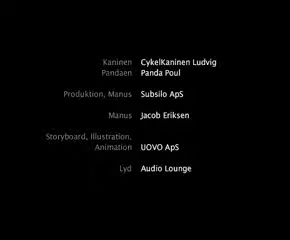 Kaninen CykelKaninen Ludvig
Pandaen Panda Poul
Produktion, Manus Subsilo ApS
Manus Jacob Eriksen
Storyboard, Illustration,
Animation UOVO ApS
Lyd Audio Lounge